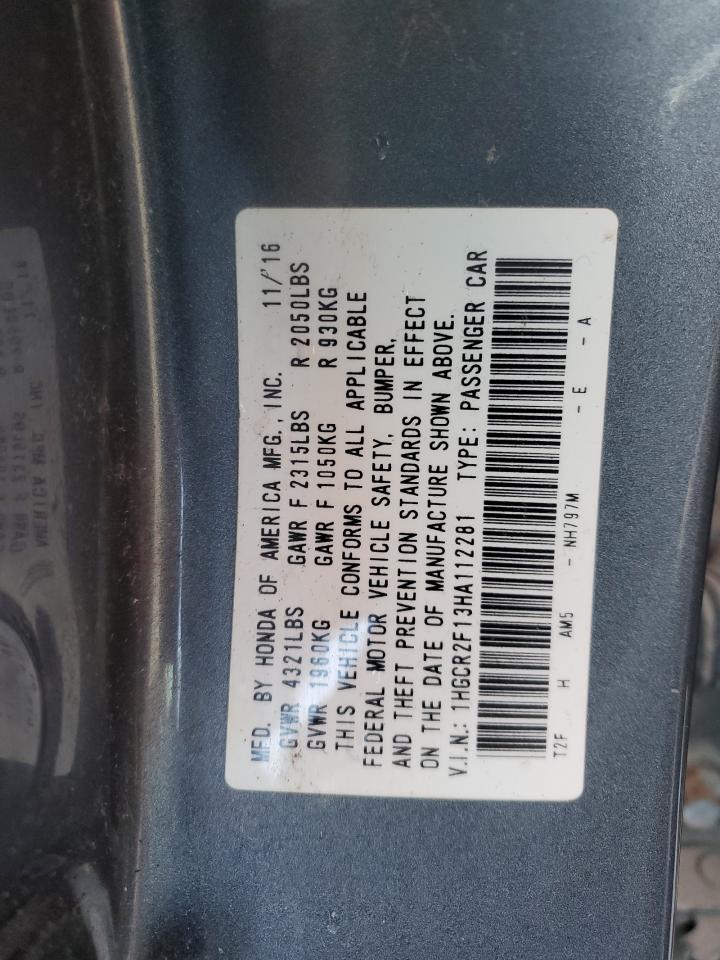 MFD. BY HONDA OF AMERICA MFG., INC. 11/'16
GVWR 4321LBS GAWR F 2315LBS R 2050LBS
GVWR 1960KG GAWR F 1050KG R 930KG
THIS VEHICLE CONFORMS TO ALL APPLICABLE
FEDERAL MOTOR VEHICLE SAFETY, BUMPER,
AND THEFT PREVENTION STANDARDS IN EFFECT
ON THE DATE OF MANUFACTURE SHOWN ABOVE.
V.I.N.: 1HGCR2F13HA112281 TYPE: PASSENGER CAR
T2F H AM5 - NH797M - E - A